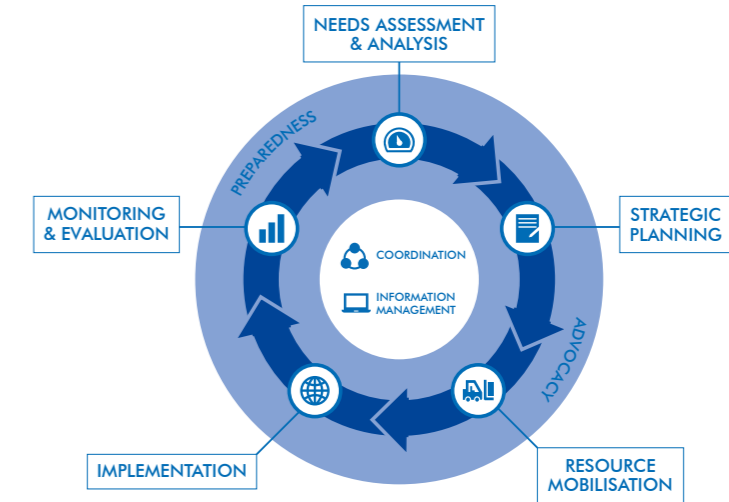 NEEDS ASSESSMENT
& ANALYSIS
PREPAREDNESS
MONITORING
& EVALUATION
STRATEGIC
PLANNING
COORDINATION
INFORMATION
MANAGEMENT
ADVOCACY
IMPLEMENTATION
RESOURCE
MOBILISATION